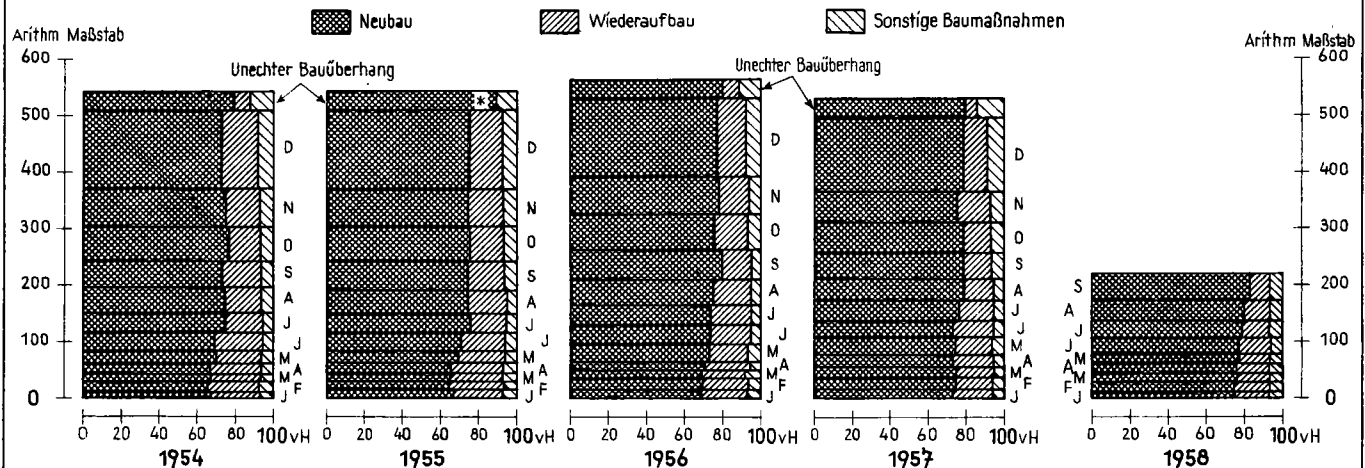 Neubau Wiederaufbau Sonstige Baumaßnahmen
Arithm Maßstab Arithm Maßstab
Unechter Bauüberhang Unechter Bauüberhang
600 600
500 500
400 400
300 300
200 200
100 100
0 0
*
D
N
O
S
A
J
J
M
A
M
F
J
D
N
O
S
A
J
J
M
A
M
F
J
D
N
O
S
A
J
J
M
A
M
F
J
D
N
O
S
A
J
J
M
A
M
F
J
S
A
J
J
M
A
M
F
J
0 20 40 60 80 100vH 0 20 40 60 80 100vH 0 20 40 60 80 100vH 0 20 40 60 80 100vH 0 20 40 60 80 100vH
1954 1955 1956 1957 1958